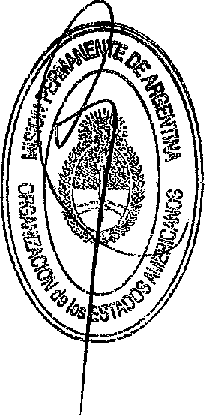 MISION PERMANENTE DE ARGENTINA
ORGANIZACION de los ESTADOS AMERICANOS